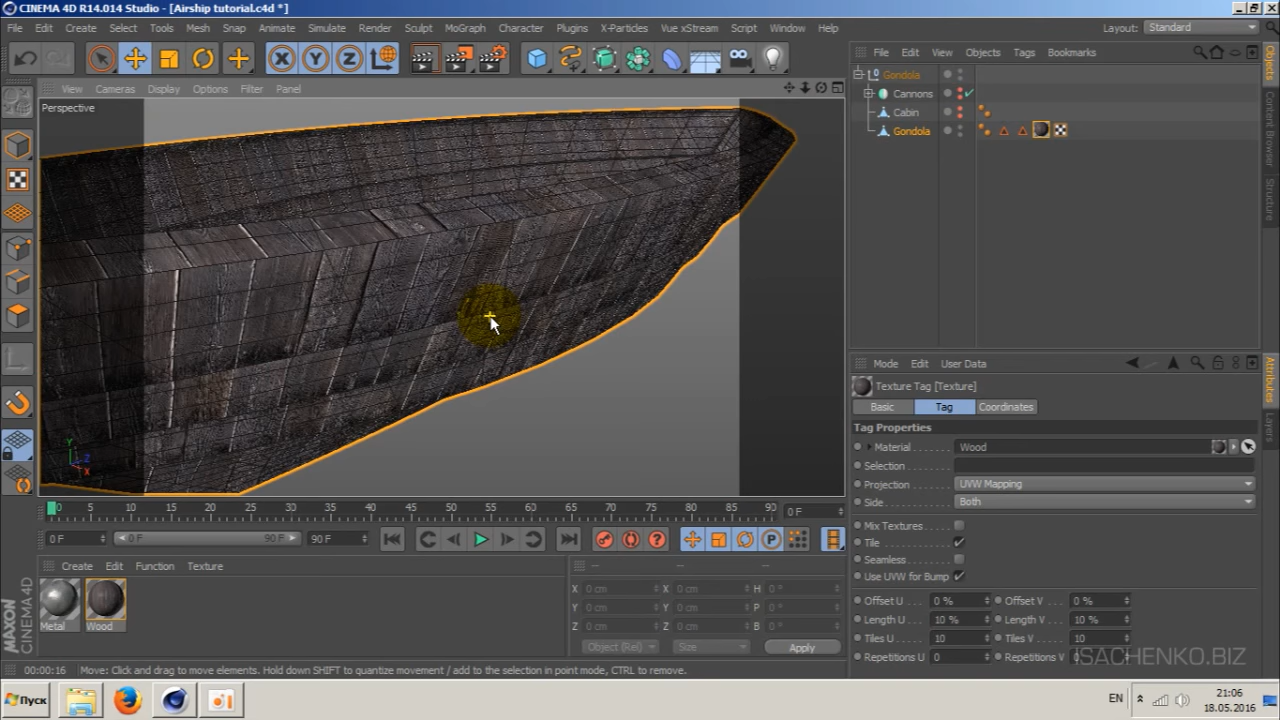 CINEMA 4D R14.014 Studio - [Airship tutorial.c4d *]
File Edit Create Select Tools Mesh Snap Animate Simulate Render Sculpt MoGraph Character Plugins X-Particles Vue xStream Script Window Help Layout: Standard
View Cameras Display Options Filter Panel
File Edit View Objects Tags Bookmarks
Perspective
Gondola
Cannons
Cabin
Gondola
Objects
Content Browser
Structure
Mode Edit User Data
Texture Tag [Texture]
Basic Tag Coordinates
Tag Properties
Material Wood
Selection
Projection UVW Mapping
Side Both
Mix Textures
Tile
Seamless
Use UVW for Bump
Offset U 0 % Offset V 0 %
Length U 10 % Length V 10 %
Tiles U 10 Tiles V 10
Repetitions U 0 Repetitions V 0
Attributes
Layers
0 5 10 15 20 25 30 35 40 45 50 55 60 65 70 75 80 85 90 0 F
0 F 0 F 90 F 90 F
Create Edit Function Texture
Metal Wood
-- -- --
X 0 cm X 0 cm H 0 °
Y 0 cm Y 0 cm P 0 °
Z 0 cm Z 0 cm B 0 °
Object (Rel) Size Apply
MAXON
CINEMA 4D
00:00:16 Move: Click and drag to move elements. Hold down SHIFT to quantize movement / add to the selection in point mode, CTRL to remove.
ISACHENKO.BIZ
Пуск EN 21:06
18.05.2016